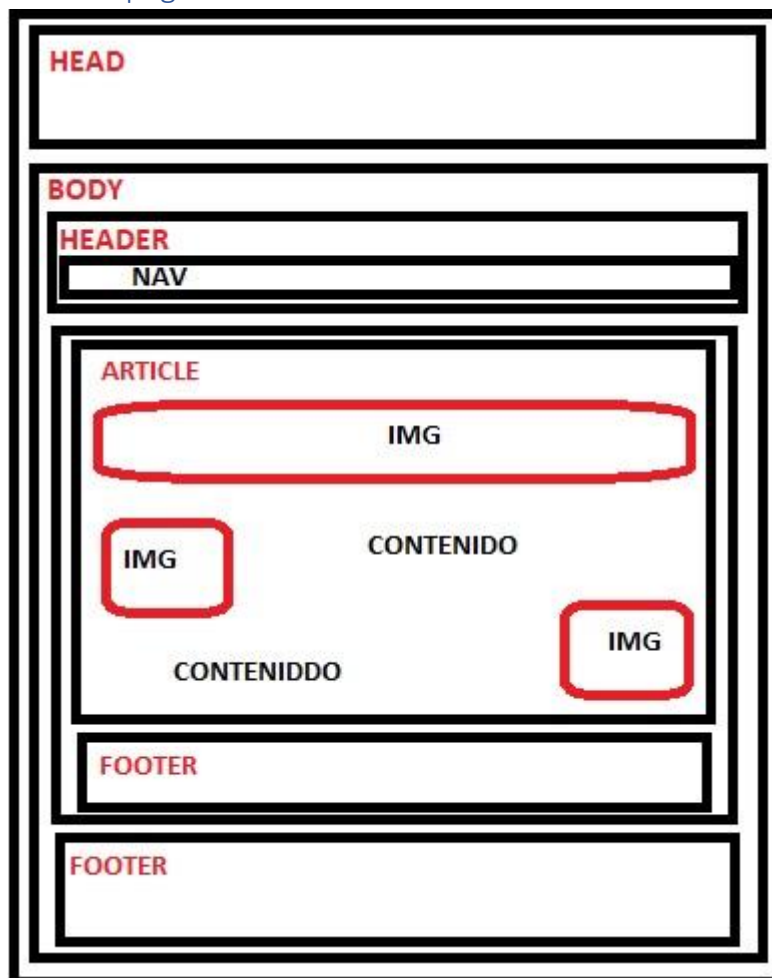 HEAD
BODY
HEADER
NAV
ARTICLE
IMG
IMG
CONTENIDO
IMG
CONTENIDDO
FOOTER
FOOTER